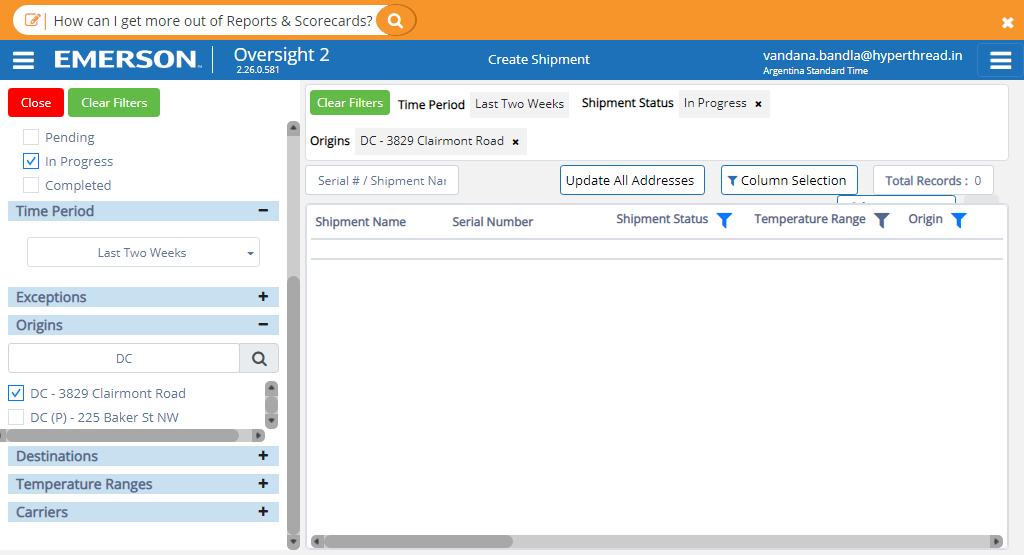 How can I get more out of Reports & Scorecards?
EMERSON.
Oversight 2
2.26.0.581
Create Shipment
vandana.bandla@hyperthread.in
Argentina Standard Time
Close
Clear Filters
Pending
In Progress
Completed
Time Period
Last Two Weeks
Exceptions
Origins
DC
DC - 3829 Clairmont Road
DC (P) - 225 Baker St NW
Destinations
Temperature Ranges
Carriers
Clear Filters Time Period Last Two Weeks Shipment Status In Progress ×
Origins DC - 3829 Clairmont Road ×
Serial # / Shipment Nar
Update All Addresses
Column Selection
Total Records : 0
Shipment Name Serial Number Shipment Status Temperature Range Origin